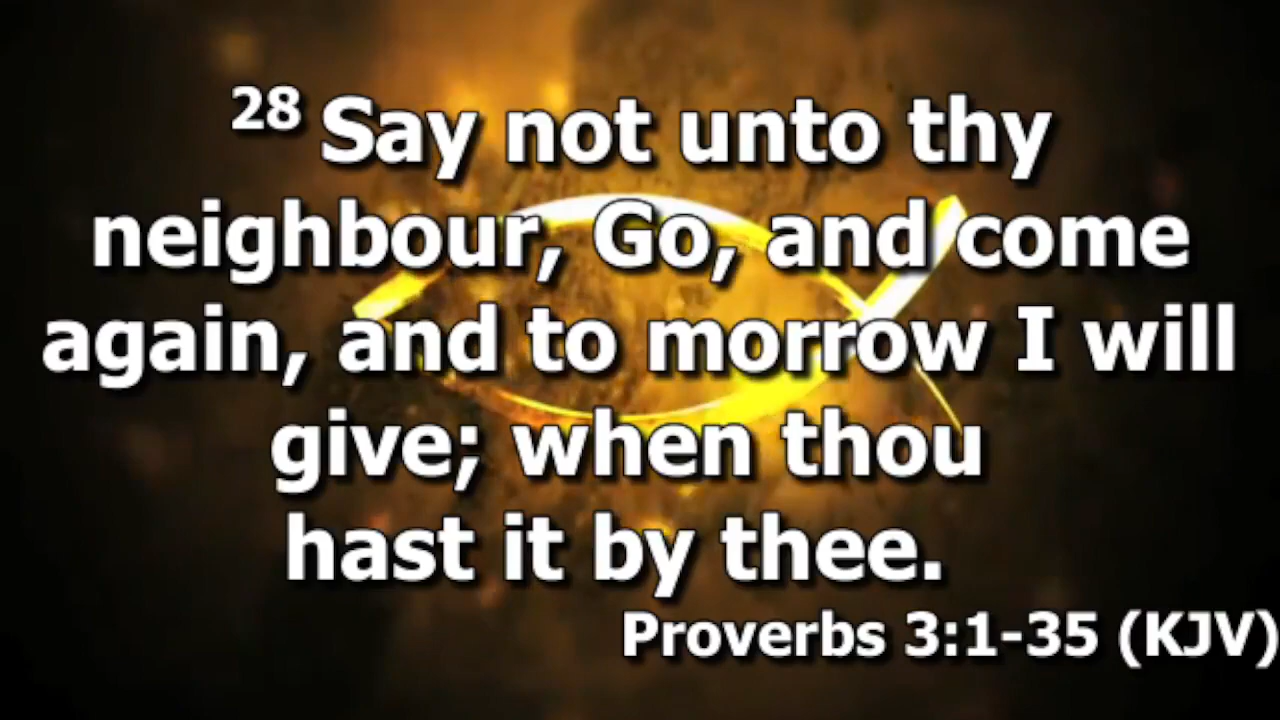 28 Say not unto thy
neighbour, Go, and come
again, and to morrow I will
give; when thou
hast it by thee.
Proverbs 3:1-35 (KJV)